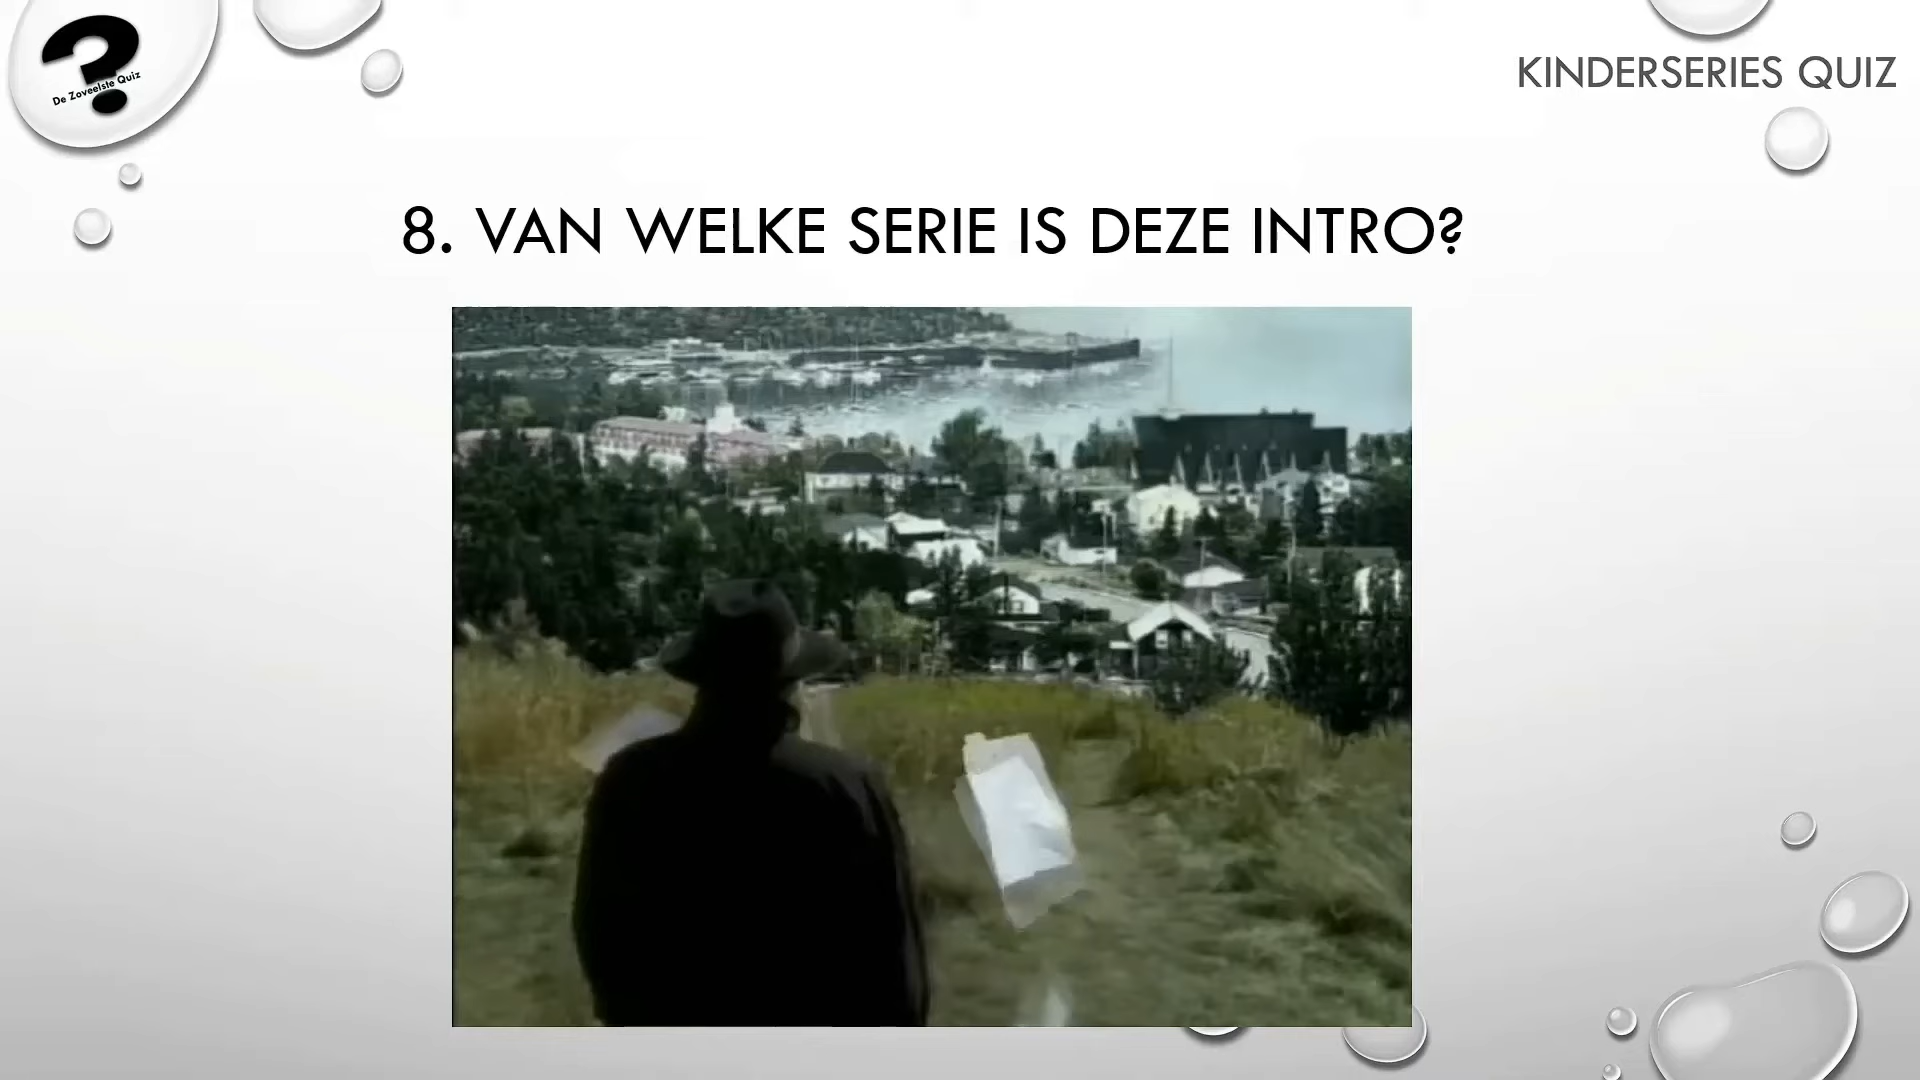 De Zoveelste Quiz
KINDERSERIES QUIZ
8. VAN WELKE SERIE IS DEZE INTRO?